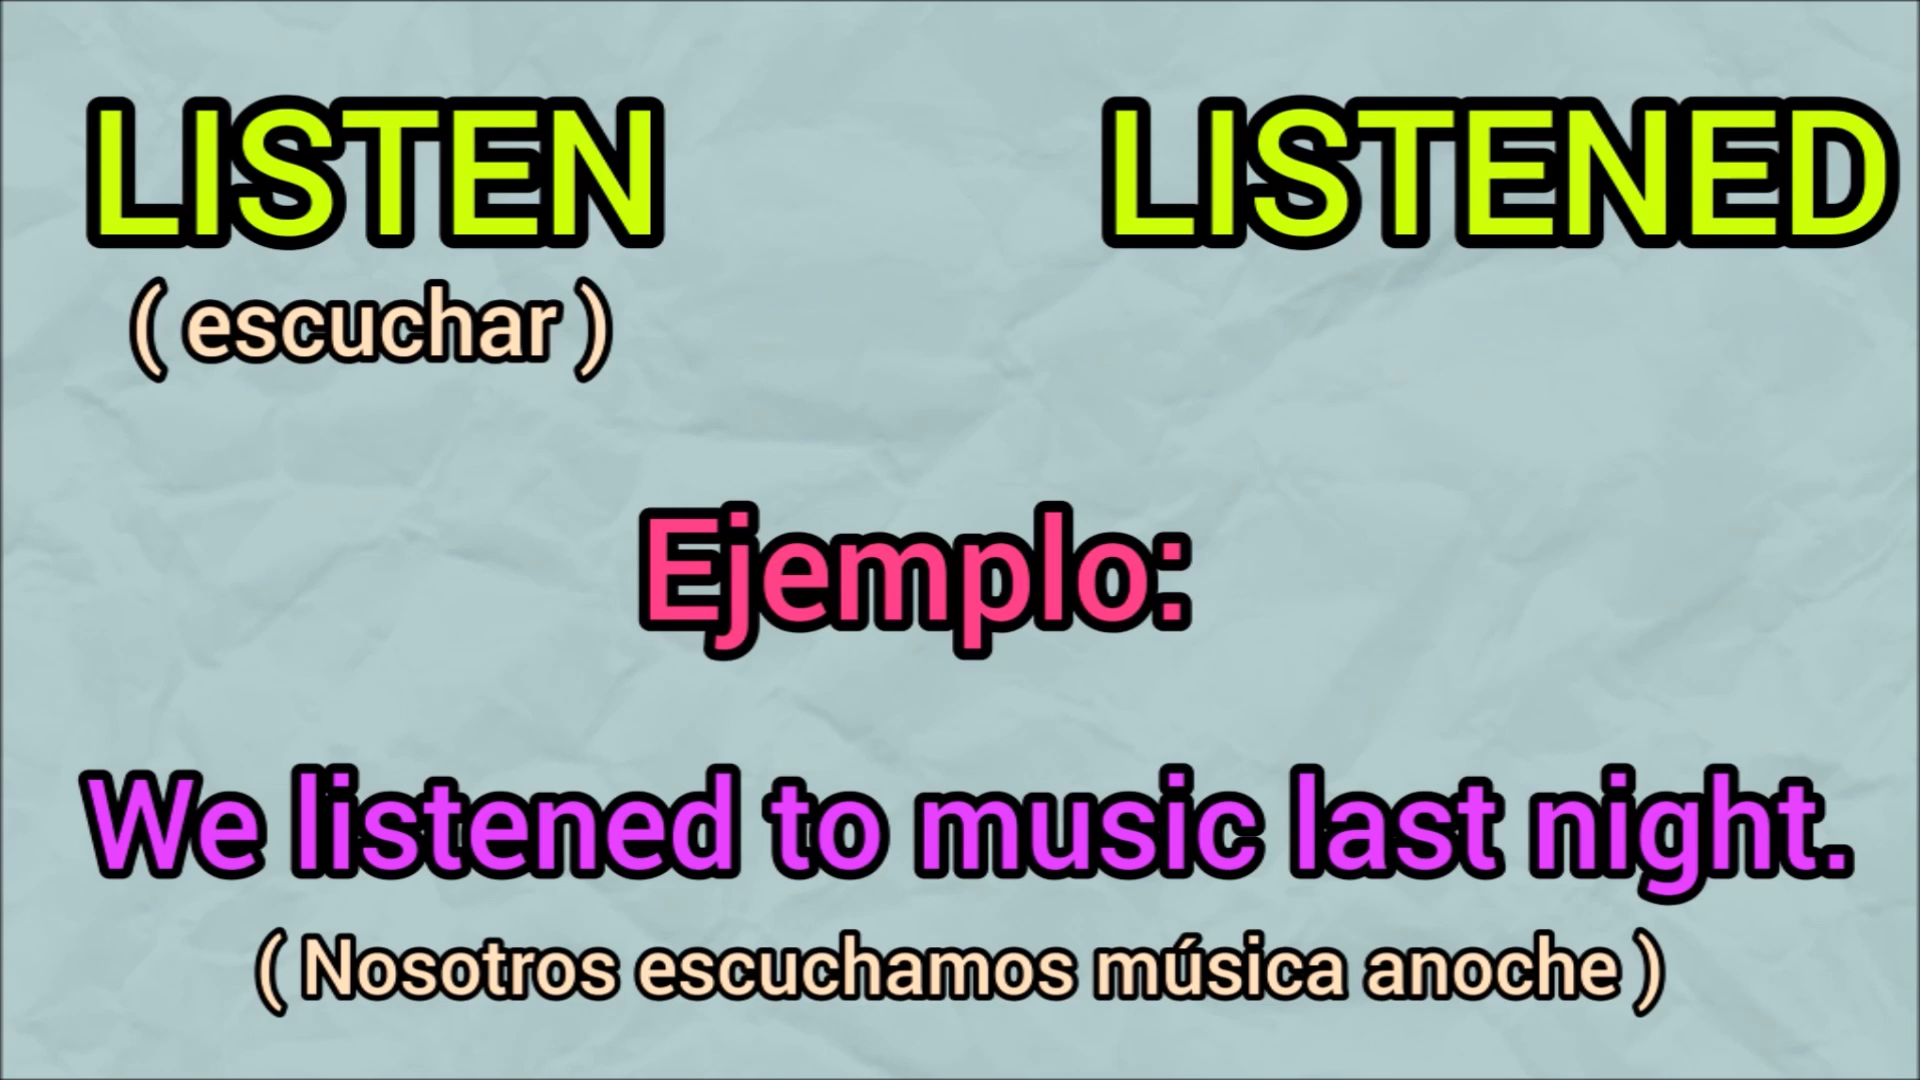 LISTEN LISTENED
( escuchar )
Ejemplo:
We listened to music last night.
( Nosotros escuchamos música anoche )